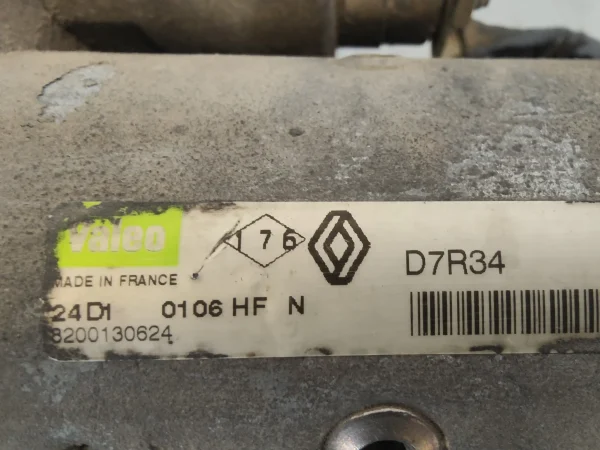 Valeo
176
D7R34
MADE IN FRANCE
24D1 0106 HF N
8200130624